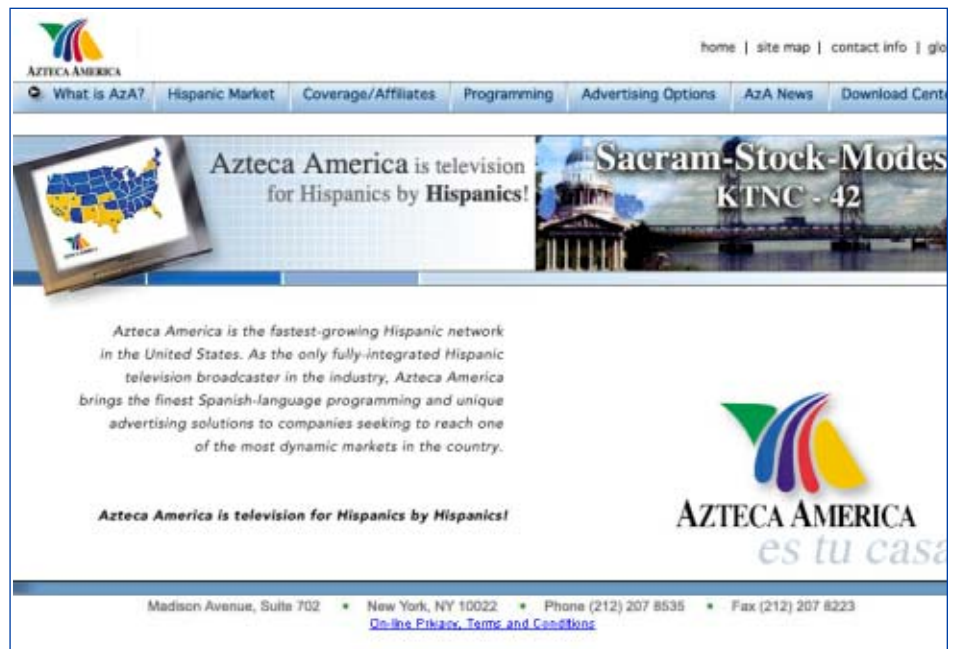 AZTECA AMERICA
home | site map | contact info | glo
What is AzA? Hispanic Market Coverage/Affiliates Programming Advertising Options AzA News Download Cente
Azteca America is television
for Hispanics by Hispanics!
Sacram-Stock-Modes
KTNC - 42
Azteca America is the fastest-growing Hispanic network
in the United States. As the only fully-integrated Hispanic
television broadcaster in the industry, Azteca America
brings the finest Spanish-language programming and unique
advertising solutions to companies seeking to reach one
of the most dynamic markets in the country.
Azteca America is television for Hispanics by Hispanics!
AZTECA AMERICA
es tu casa
Madison Avenue, Suite 702 • New York, NY 10022 • Phone (212) 207 8535 • Fax (212) 207 8223
On-line Privacy, Terms and Conditions